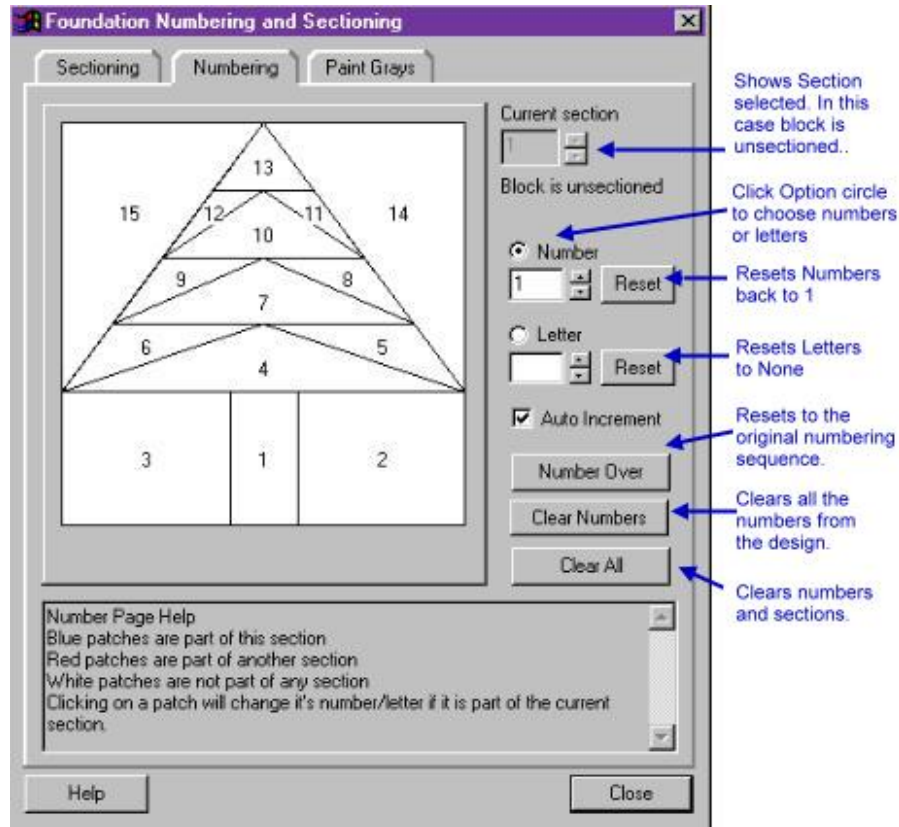 Foundation Numbering and Sectioning
Sectioning Numbering Paint Grays
Current section
1
Block is unsectioned
Number
1 Reset
Letter
Reset
Auto Increment
Number Over
Clear Numbers
Clear All
13
15 12 11 14
10
9 8
7
6 5
4
3 1 2
Number Page Help
Blue patches are part of this section
Red patches are part of another section
White patches are not part of any section
Clicking on a patch will change it's number/letter if it is part of the current
section.
Help Close
Shows Section
selected. In this
case block is
unsectioned..
Click Option circle
to choose numbers
or letters
Resets Numbers
back to 1
Resets Letters
to None
Resets to the
original numbering
sequence.
Clears all the
numbers from
the design.
Clears numbers
and sections.